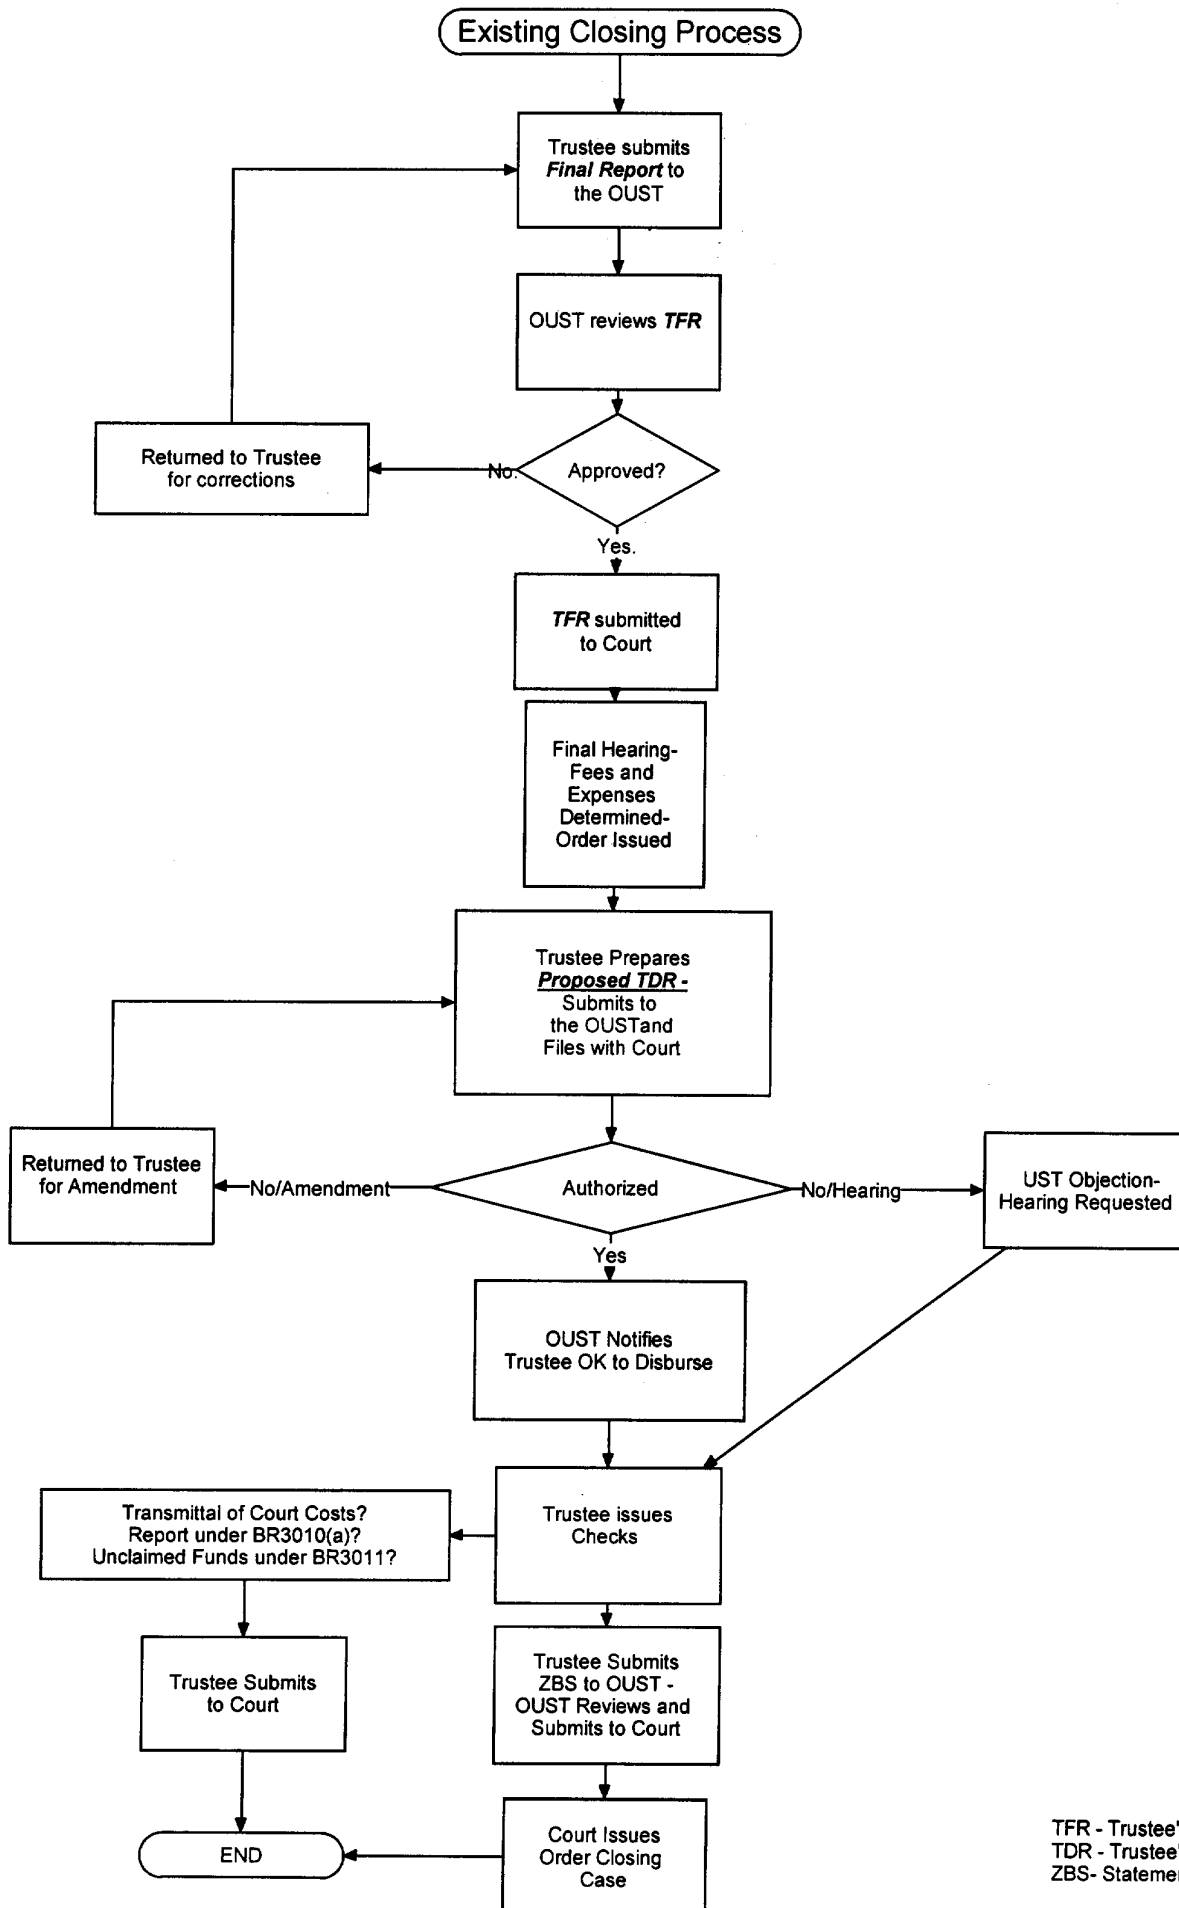 Existing Closing Process
Trustee submits
Final Report to
the OUST
OUST reviews TFR
Approved?
No.
Returned to Trustee
for corrections
Yes.
TFR submitted
to Court
Final Hearing-
Fees and
Expenses
Determined-
Order Issued
Trustee Prepares
Proposed TDR -
Submits to
the OUSTand
Files with Court
Authorized
No/Amendment
Returned to Trustee
for Amendment
No/Hearing
UST Objection-
Hearing Requested
Yes
OUST Notifies
Trustee OK to Disburse
Trustee issues
Checks
Transmittal of Court Costs?
Report under BR3010(a)?
Unclaimed Funds under BR3011?
Trustee Submits
to Court
Trustee Submits
ZBS to OUST -
OUST Reviews and
Submits to Court
Court Issues
Order Closing
Case
END
TFR - Trustee'
TDR - Trustee'
ZBS- Statemen